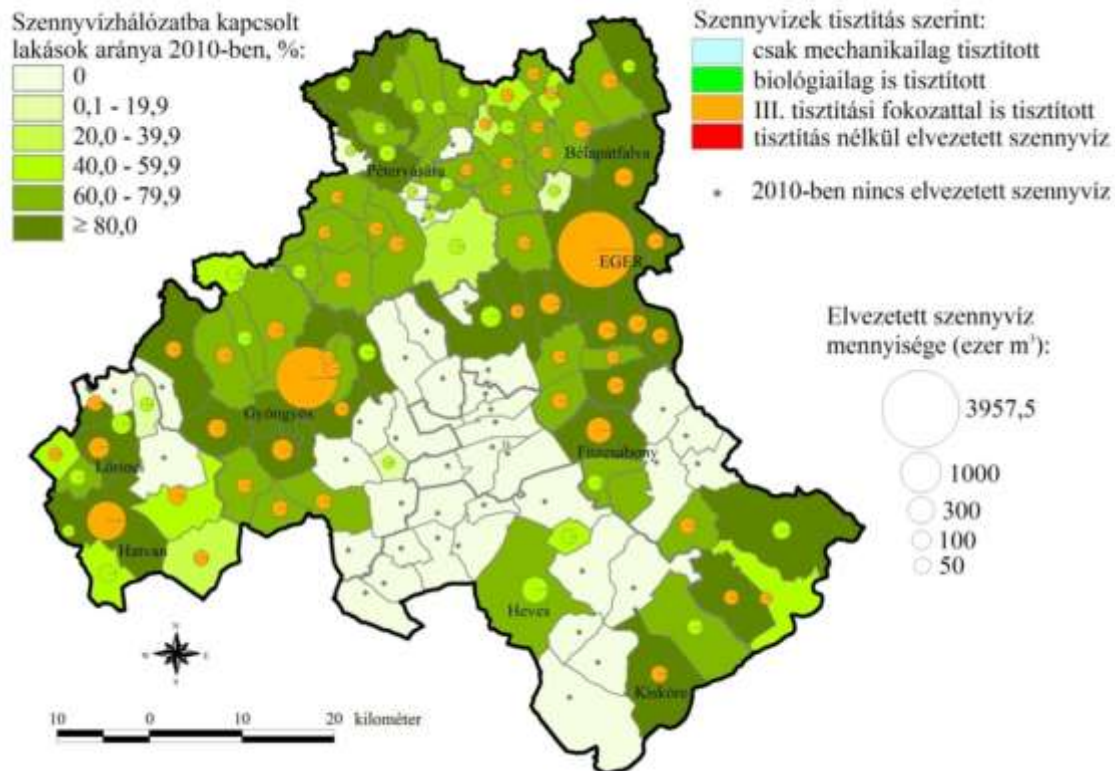 Szennyvízhálózatba kapcsolt
lakások aránya 2010-ben, %:
0
0,1 - 19,9
20,0 - 39,9
40,0 - 59,9
60,0 - 79,9
≥ 80,0
Szennyvizek tisztítás szerint:
csak mechanikailag tisztított
biológiailag is tisztított
III. tisztítási fokozattal is tisztított
tisztítás nélkül elvezetett szennyvíz
2010-ben nincs elvezetett szennyvíz
Pétervására
Bélapátfalva
EGER
Gyöngyös
Lőrinci
Füzesabony
Hatvan
Heves
Kisköre
Elvezetett szennyvíz
mennyisége (ezer m³):
3957,5
1000
300
100
50
N
W E
S
10 0 10 20 kilométer